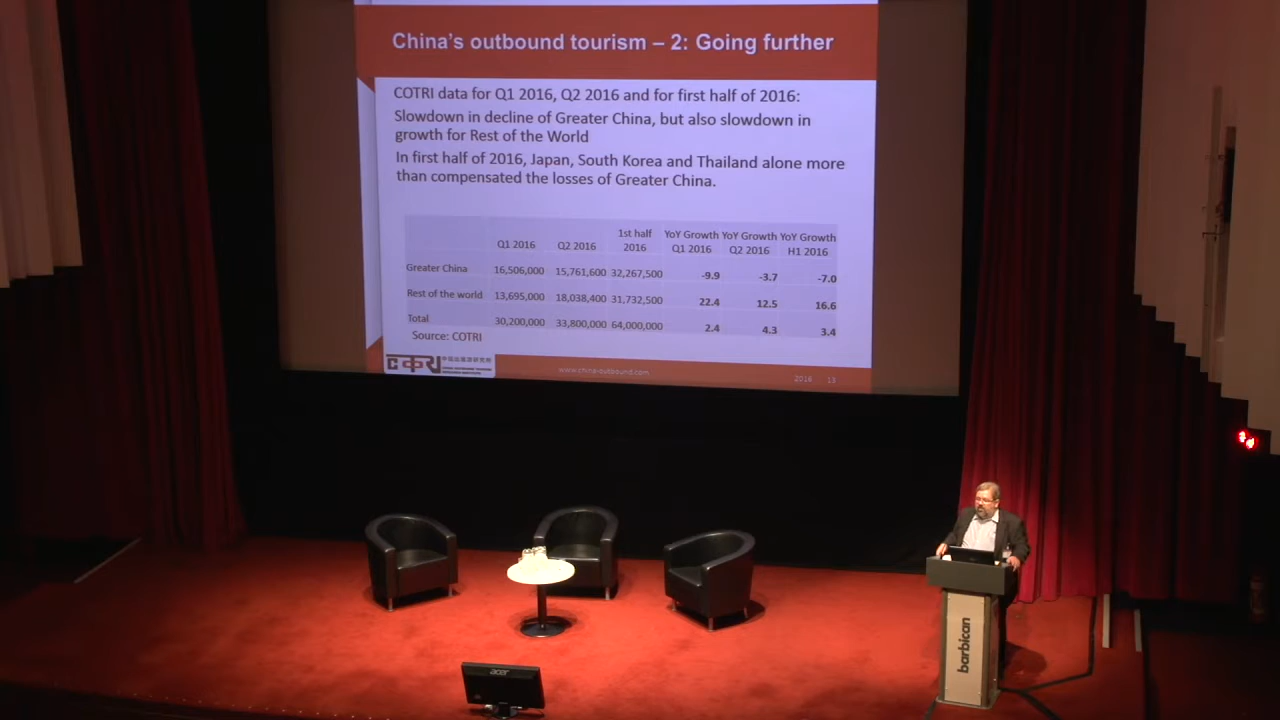 China's outbound tourism – 2: Going further
COTRI data for Q1 2016, Q2 2016 and for first half of 2016:
Slowdown in decline of Greater China, but also slowdown in
growth for Rest of the World
In first half of 2016, Japan, South Korea and Thailand alone more
than compensated the losses of Greater China.
Q1 2016 Q2 2016 1st half 2016 YoY Growth Q1 2016 YoY Growth Q2 2016 YoY Growth H1 2016
Greater China 16,506,000 15,761,600 32,267,500 -9.9 -3.7 -7.0
Rest of the world 13,695,000 18,038,400 31,732,500 22.4 12.5 16.6
Total 30,200,000 33,800,000 64,000,000 2.4 4.3 3.4
Source: COTRI
www.china-outbound.com
2016 13
barbican
acer